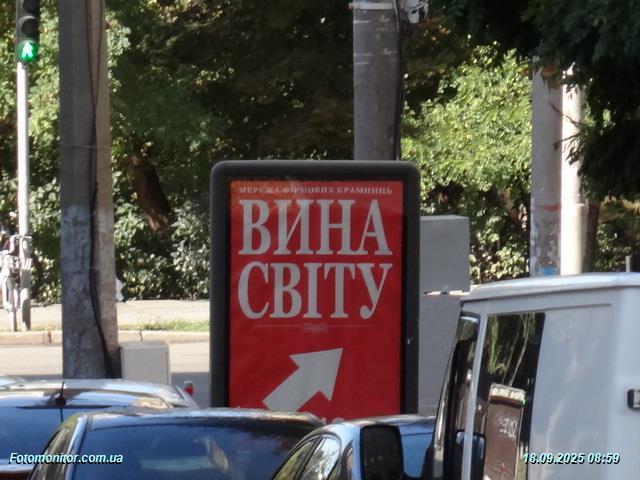 МЕРЕЖА ФІРМОВИХ КРАМНИЦЬ
ВИНА
СВІТУ
Fotomonitor.com.ua
18.09.2025 08:59